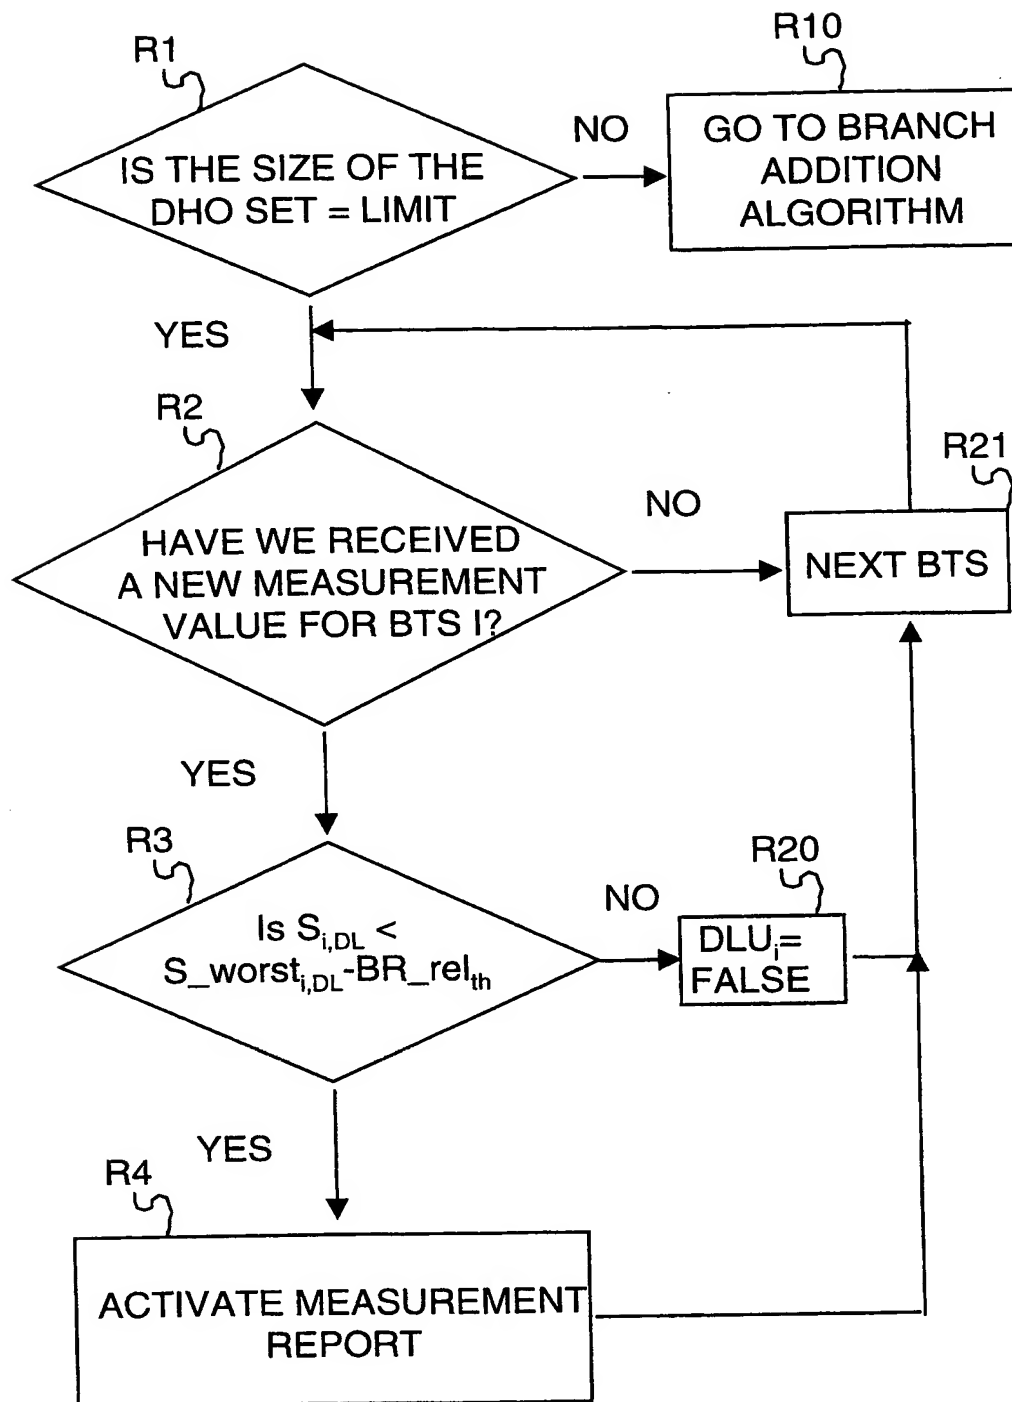 R1
R10
IS THE SIZE OF THE
DHO SET = LIMIT
NO
GO TO BRANCH
ADDITION
ALGORITHM
YES
R2
R21
HAVE WE RECEIVED
A NEW MEASUREMENT
VALUE FOR BTS I?
NO
NEXT BTS
YES
R3
R20
Is S_{i,DL} <
S_worst_{i,DL}-BR_rel_{th}
NO
DLU_i=
FALSE
YES
R4
ACTIVATE MEASUREMENT
REPORT